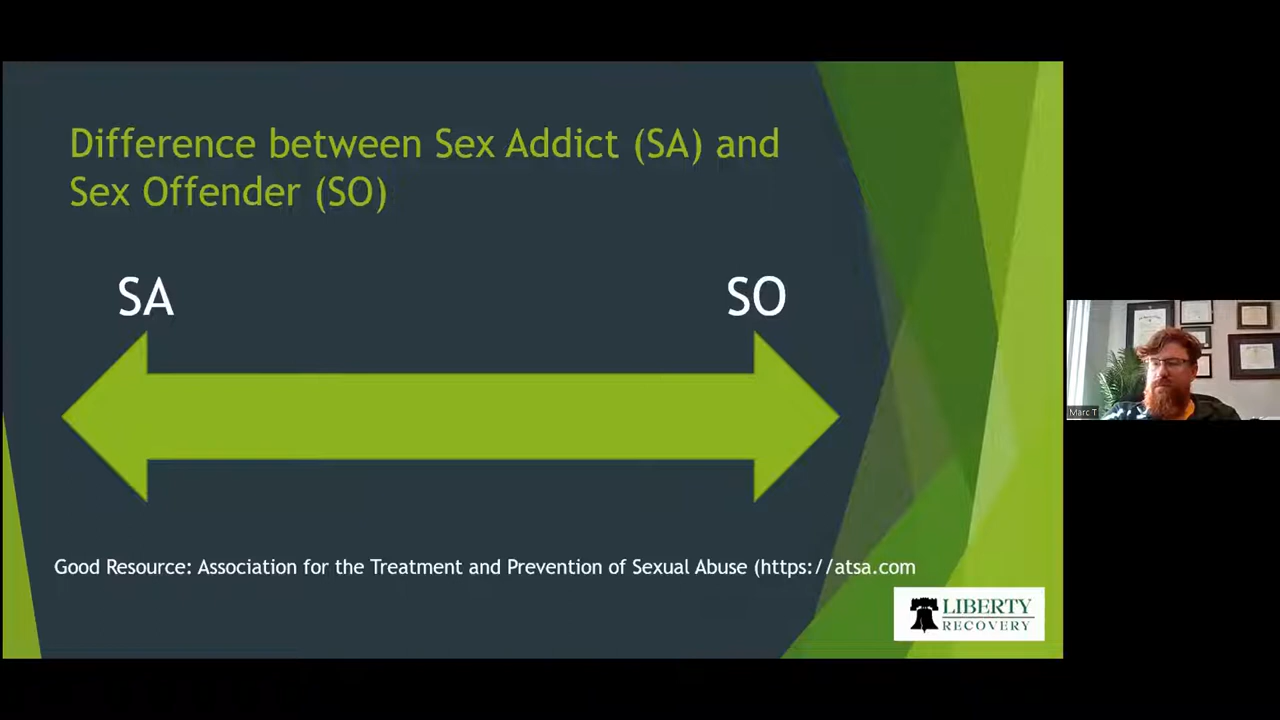 Difference between Sex Addict (SA) and
Sex Offender (SO)
SA
SO
Good Resource: Association for the Treatment and Prevention of Sexual Abuse (https://atsa.com
LIBERTY
RECOVERY
Marc T